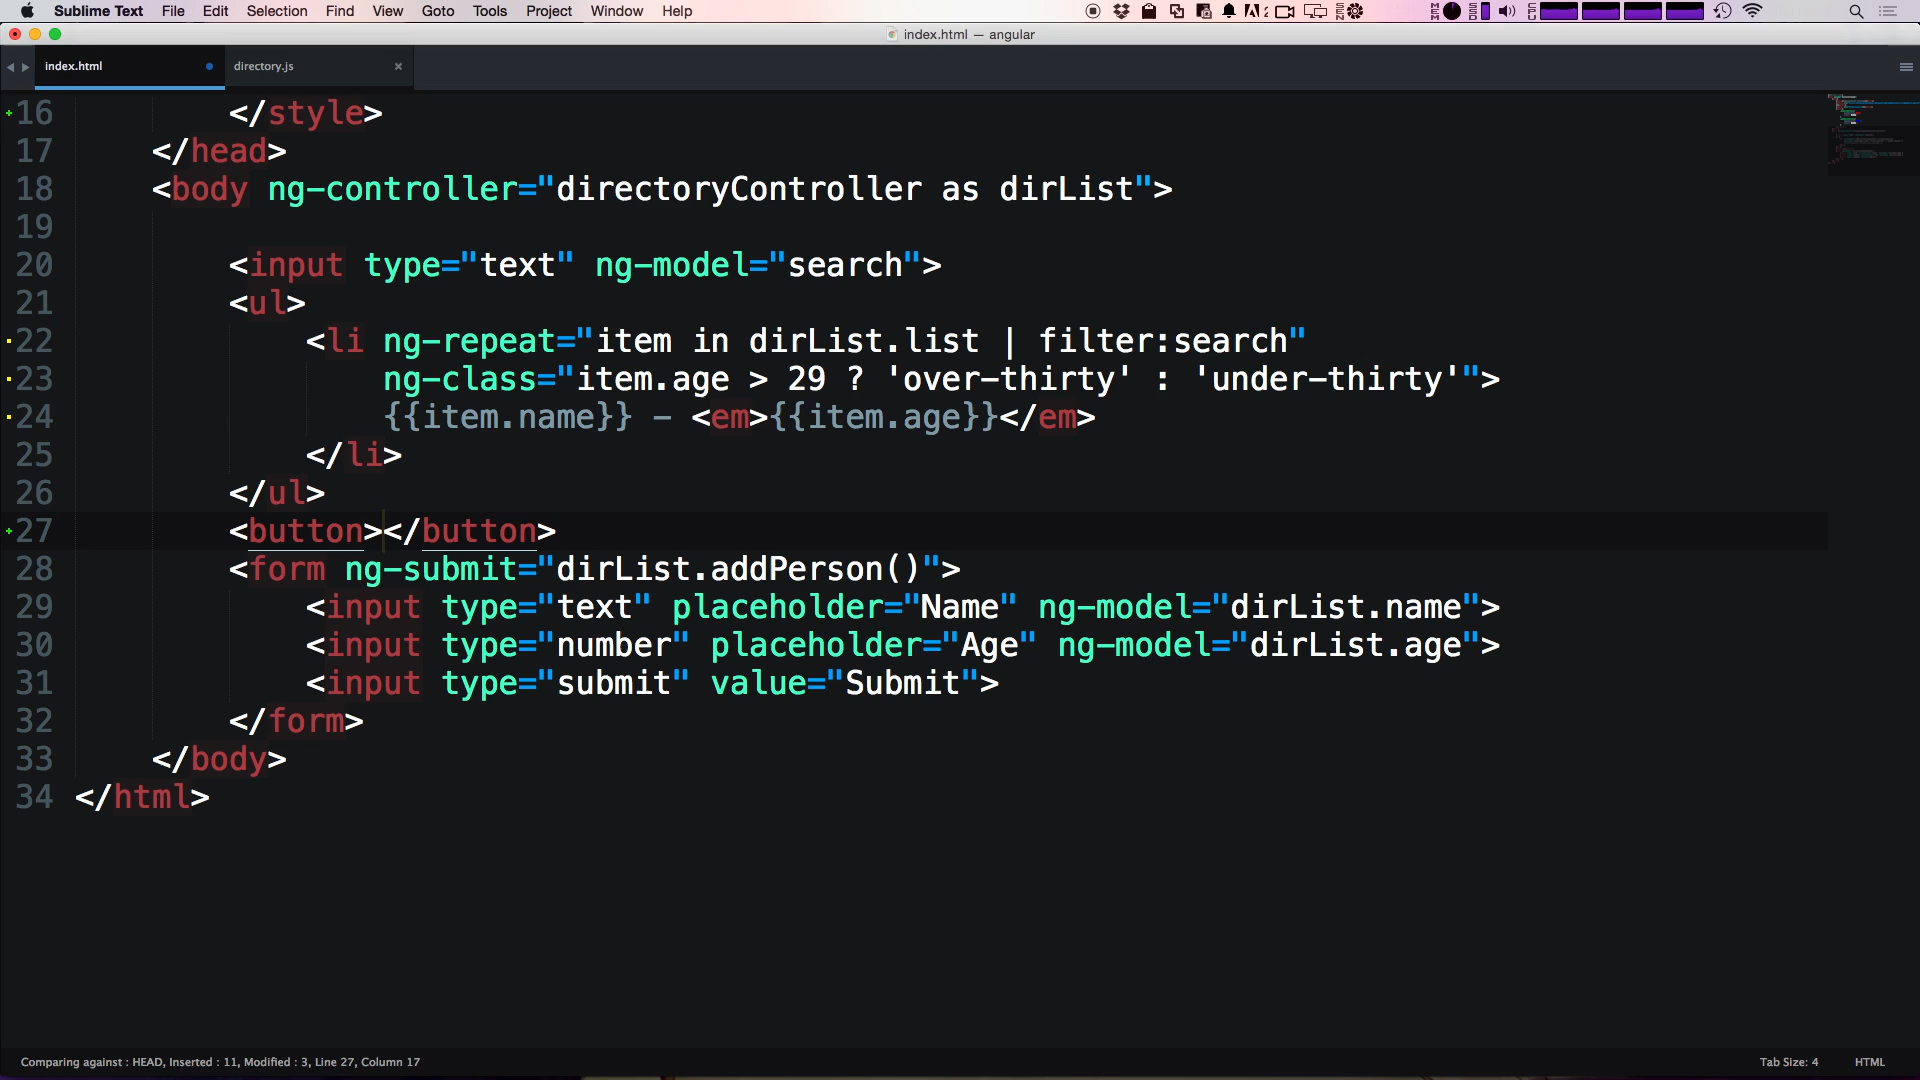 Sublime Text File Edit Selection Find View Goto Tools Project Window Help
index.html — angular
index.html directory.js
16 </style>
17 </head>
18 <body ng-controller="directoryController as dirList">
19
20 <input type="text" ng-model="search">
21 <ul>
22 <li ng-repeat="item in dirList.list | filter:search"
23 ng-class="item.age > 29 ? 'over-thirty' : 'under-thirty'">
24 {{item.name}} - <em>{{item.age}}</em>
25 </li>
26 </ul>
27 <button></button>
28 <form ng-submit="dirList.addPerson()">
29 <input type="text" placeholder="Name" ng-model="dirList.name">
30 <input type="number" placeholder="Age" ng-model="dirList.age">
31 <input type="submit" value="Submit">
32 </form>
33 </body>
34 </html>
Comparing against : HEAD, Inserted : 11, Modified : 3, Line 27, Column 17 Tab Size: 4 HTML